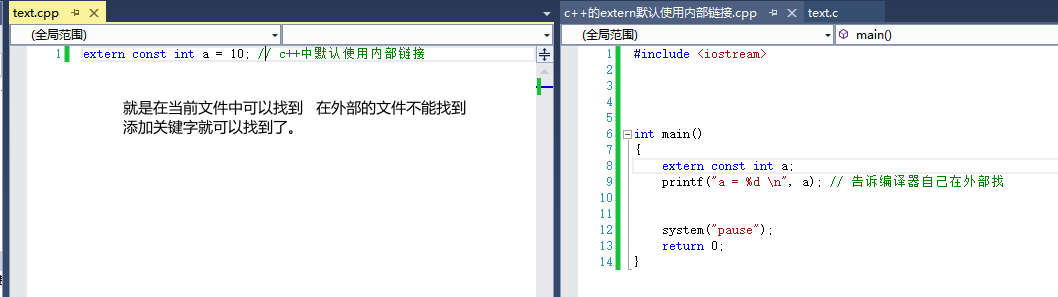 text.cpp
(全局范围)
1 extern const int a = 10; // c++中默认使用内部链接
就是在当前文件中可以找到 在外部的文件不能找到
添加关键字就可以找到了。
c++的extern默认使用内部链接.cpp text.c
(全局范围) main()
1 #include <iostream>
2
3
4
5
6 int main()
7 {
8 extern const int a;
9 printf("a = %d \n", a); // 告诉编译器自己在外部找
10
11
12 system("pause");
13 return 0;
14 }